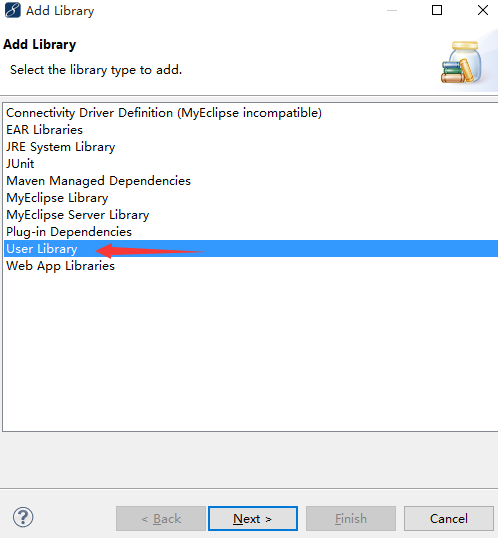 Add Library
Add Library
Select the library type to add.
Connectivity Driver Definition (MyEclipse incompatible)
EAR Libraries
JRE System Library
JUnit
Maven Managed Dependencies
MyEclipse Library
MyEclipse Server Library
Plug-in Dependencies
User Library
Web App Libraries
? < Back Next > Finish Cancel